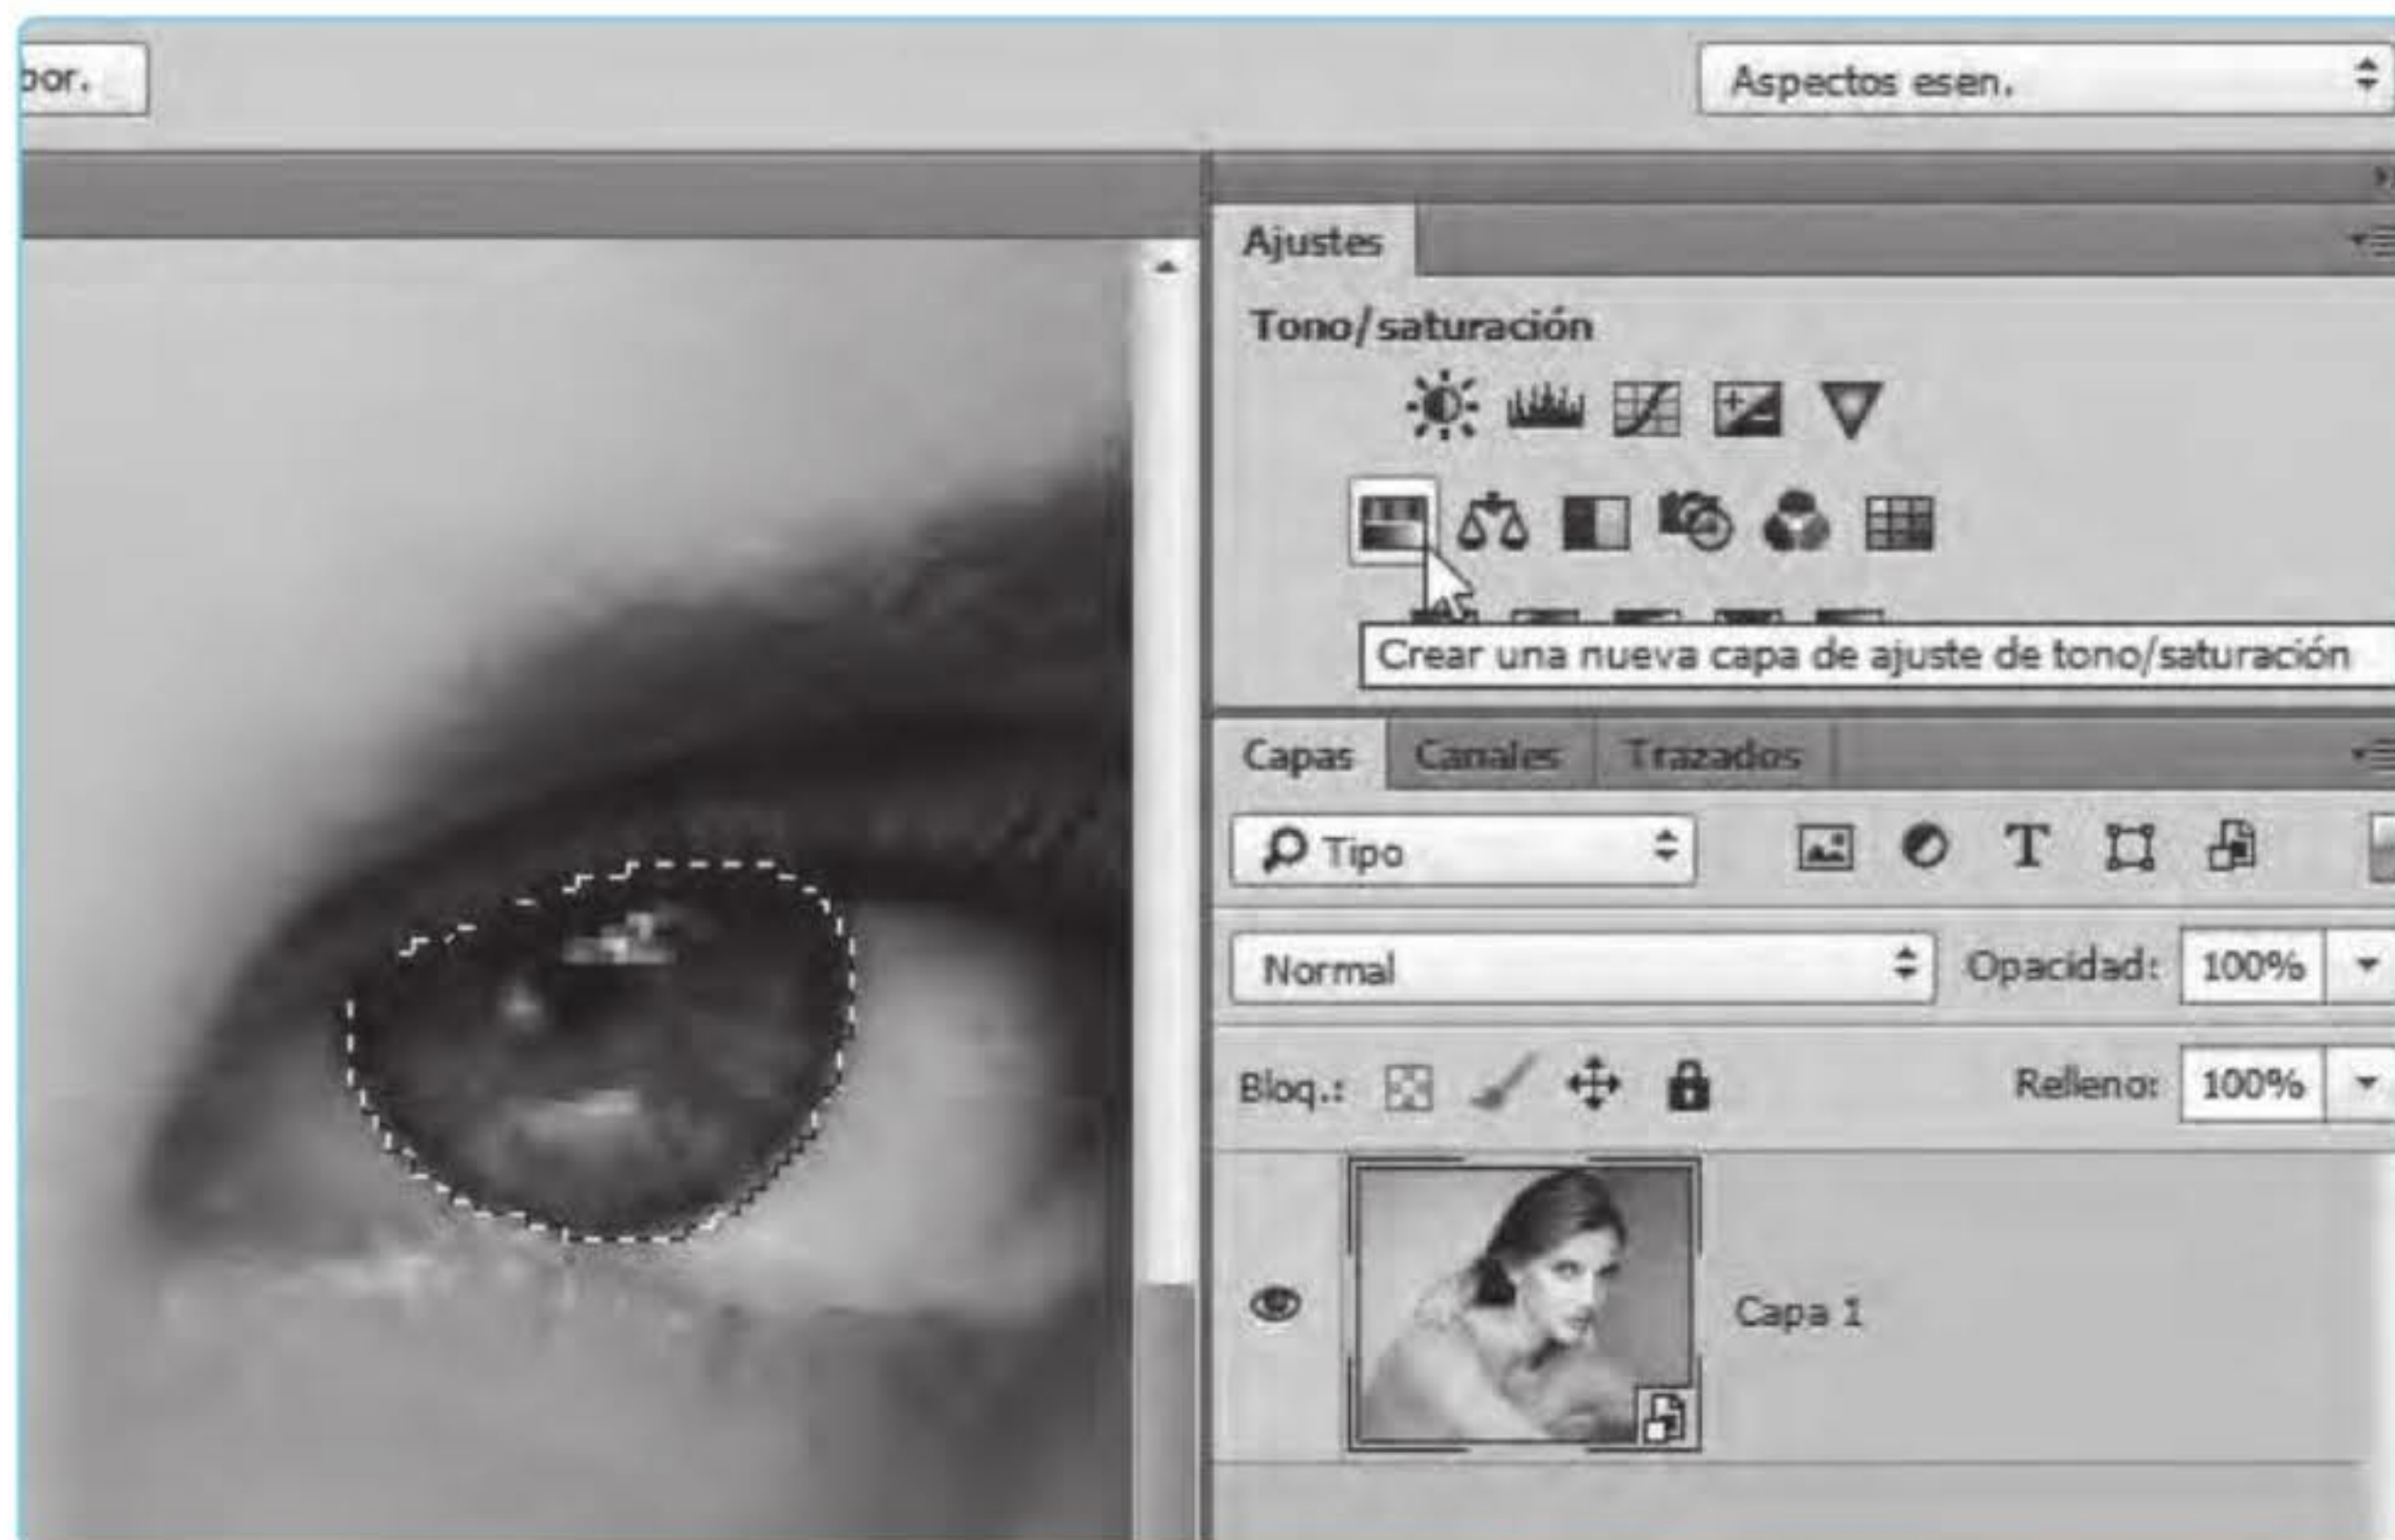 por.
Aspectos esen.
Ajustes
Tono/saturación
Crear una nueva capa de ajuste de tono/saturación
Capas Canales Trazados
Tipo
T
Normal Opacidad: 100%
Bloq.: Relleno: 100%
Capa 1